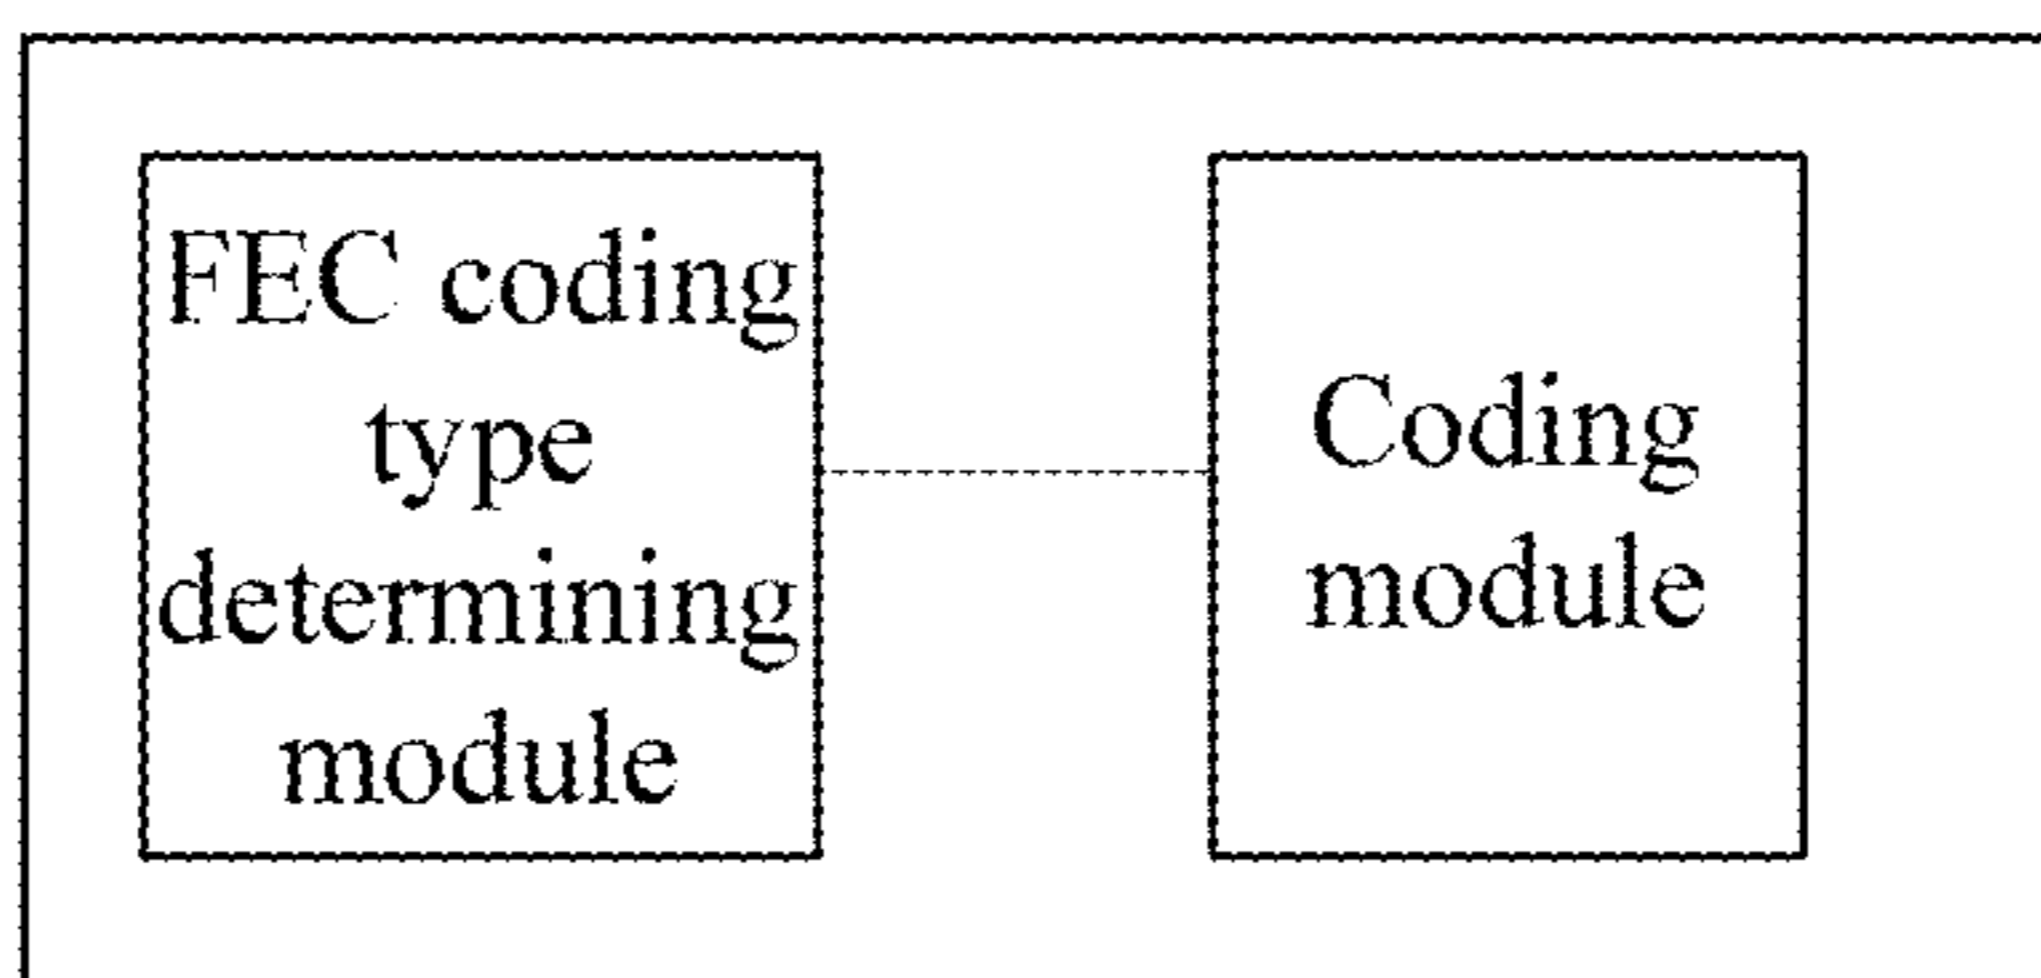 FEC coding
type
determining
module
Coding
module